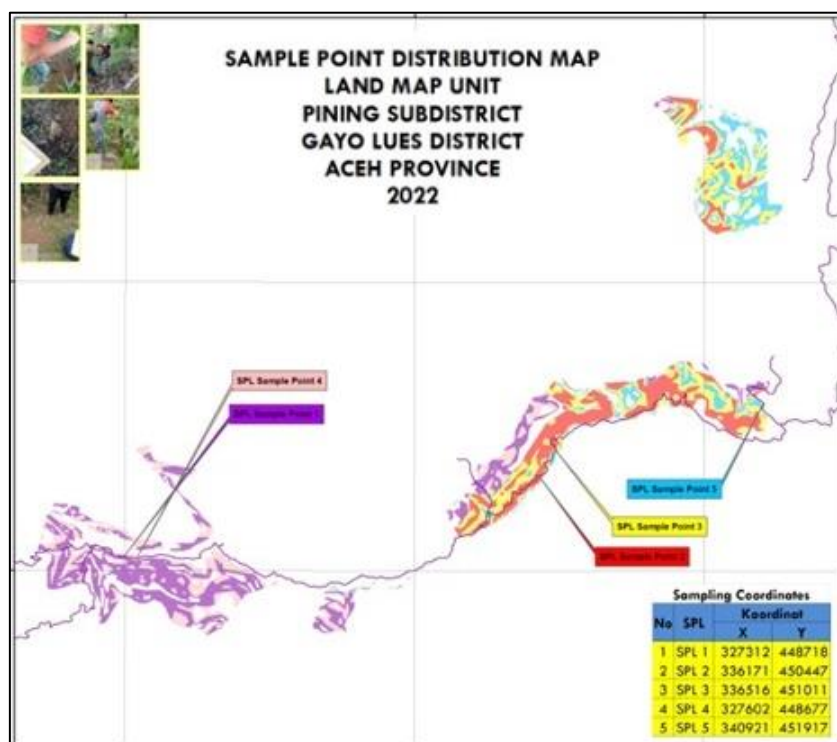 SAMPLE POINT DISTRIBUTION MAP
LAND MAP UNIT
PINING SUBDISTRICT
GAYO LUES DISTRICT
ACEH PROVINCE
2022
SPL Sample Point 4
SPL Sample Point 1
SPL Sample Point 5
SPL Sample Point 3
SPL Sample Point
Sampling Coordinates
No SPL Koordinat
X Y
1 SPL 1 327312 448718
2 SPL 2 336171 450447
3 SPL 3 336516 451011
4 SPL 4 327602 448677
5 SPL 5 340921 451917